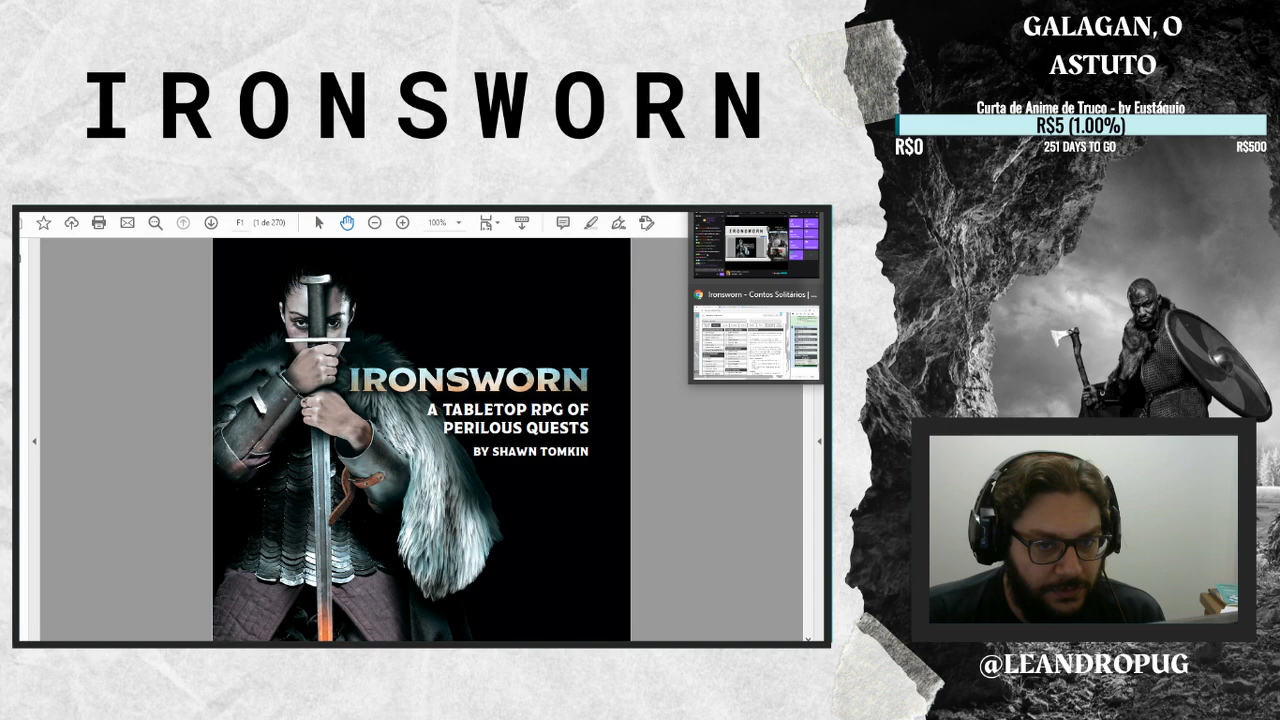 IRONSWORN
GALAGAN, O
ASTUTO
Curta de Anime de Truco - by Eustáquio
R$5 (1.00%)
R$0
251 DAYS TO GO
R$500
F1
(1 de 270)
100%
Ironsworn - Contos Solitários | ...
IRONSWORN
A TABLETOP RPG OF
PERILOUS QUESTS
BY SHAWN TOMKIN
@LEANDROPUG